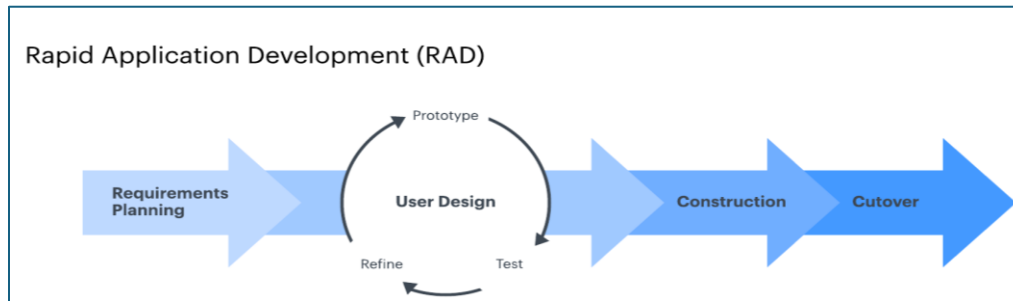 Rapid Application Development (RAD)
Prototype
Requirements
Planning
User Design
Construction
Cutover
Refine
Test